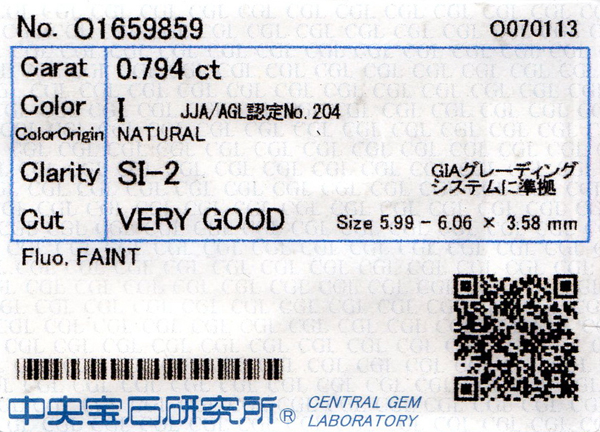 No. O1659859 O070113
Carat 0.794 ct
Color I JJA/AGL認定No.204
ColorOrigin NATURAL
Clarity SI-2 GIAグレーディング
システムに準拠
Cut VERY GOOD Size 5.99 - 6.06 × 3.58 mm
Fluo. FAINT
中央宝石研究所® CENTRAL GEM
LABORATORY